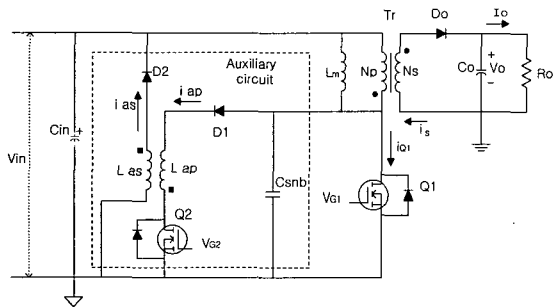 Tr
Do
Io
D2
Auxiliary
circuit
Lm
Np
Ns
Co
+
Vo
-
Ro
i as
i ap
D1
is
iQ1
Cin
+
Vin
L as
L ap
Csnb
Q1
VG1
Q2
VG2